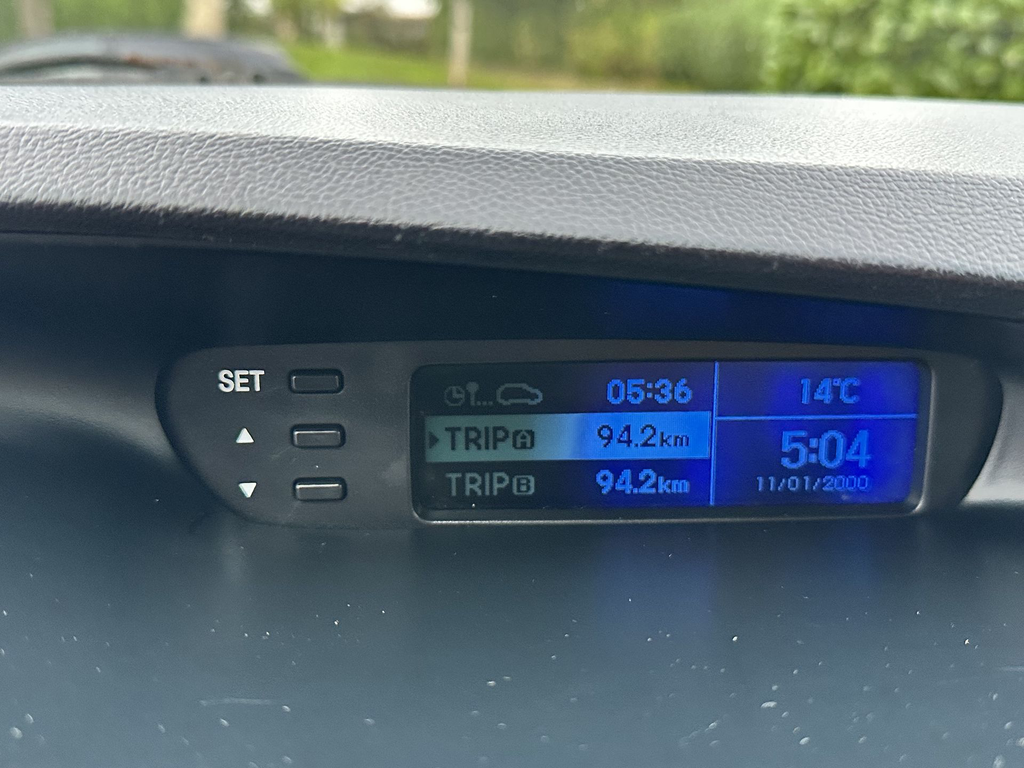 SET
05:36
TRIP A 94.2km
TRIP B 94.2km
14°C
5:04
11/01/2000